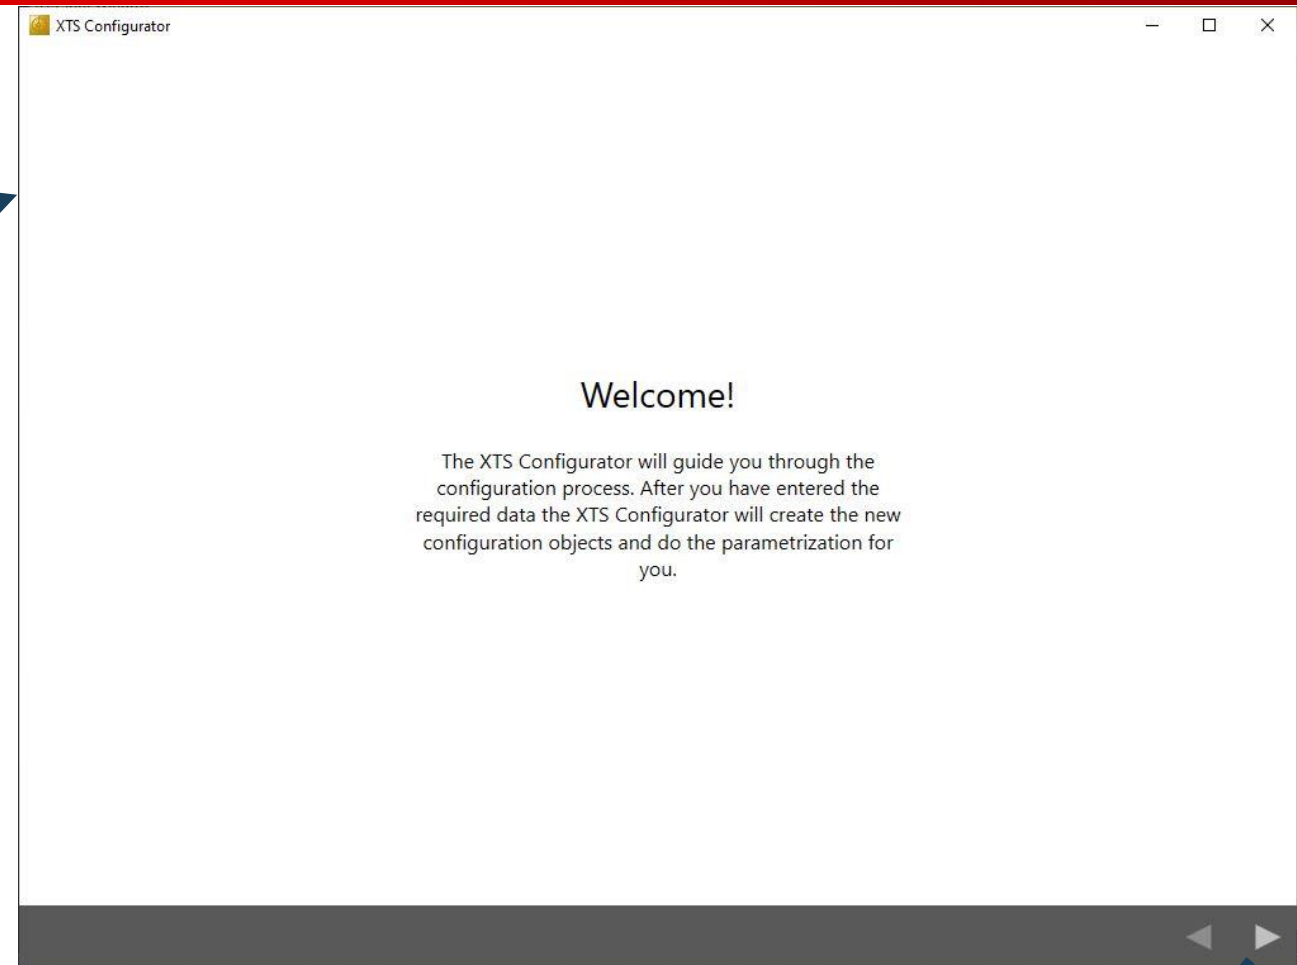 XTS Configurator
Welcome!
The XTS Configurator will guide you through the
configuration process. After you have entered the
required data the XTS Configurator will create the new
configuration objects and do the parametrization for
you.